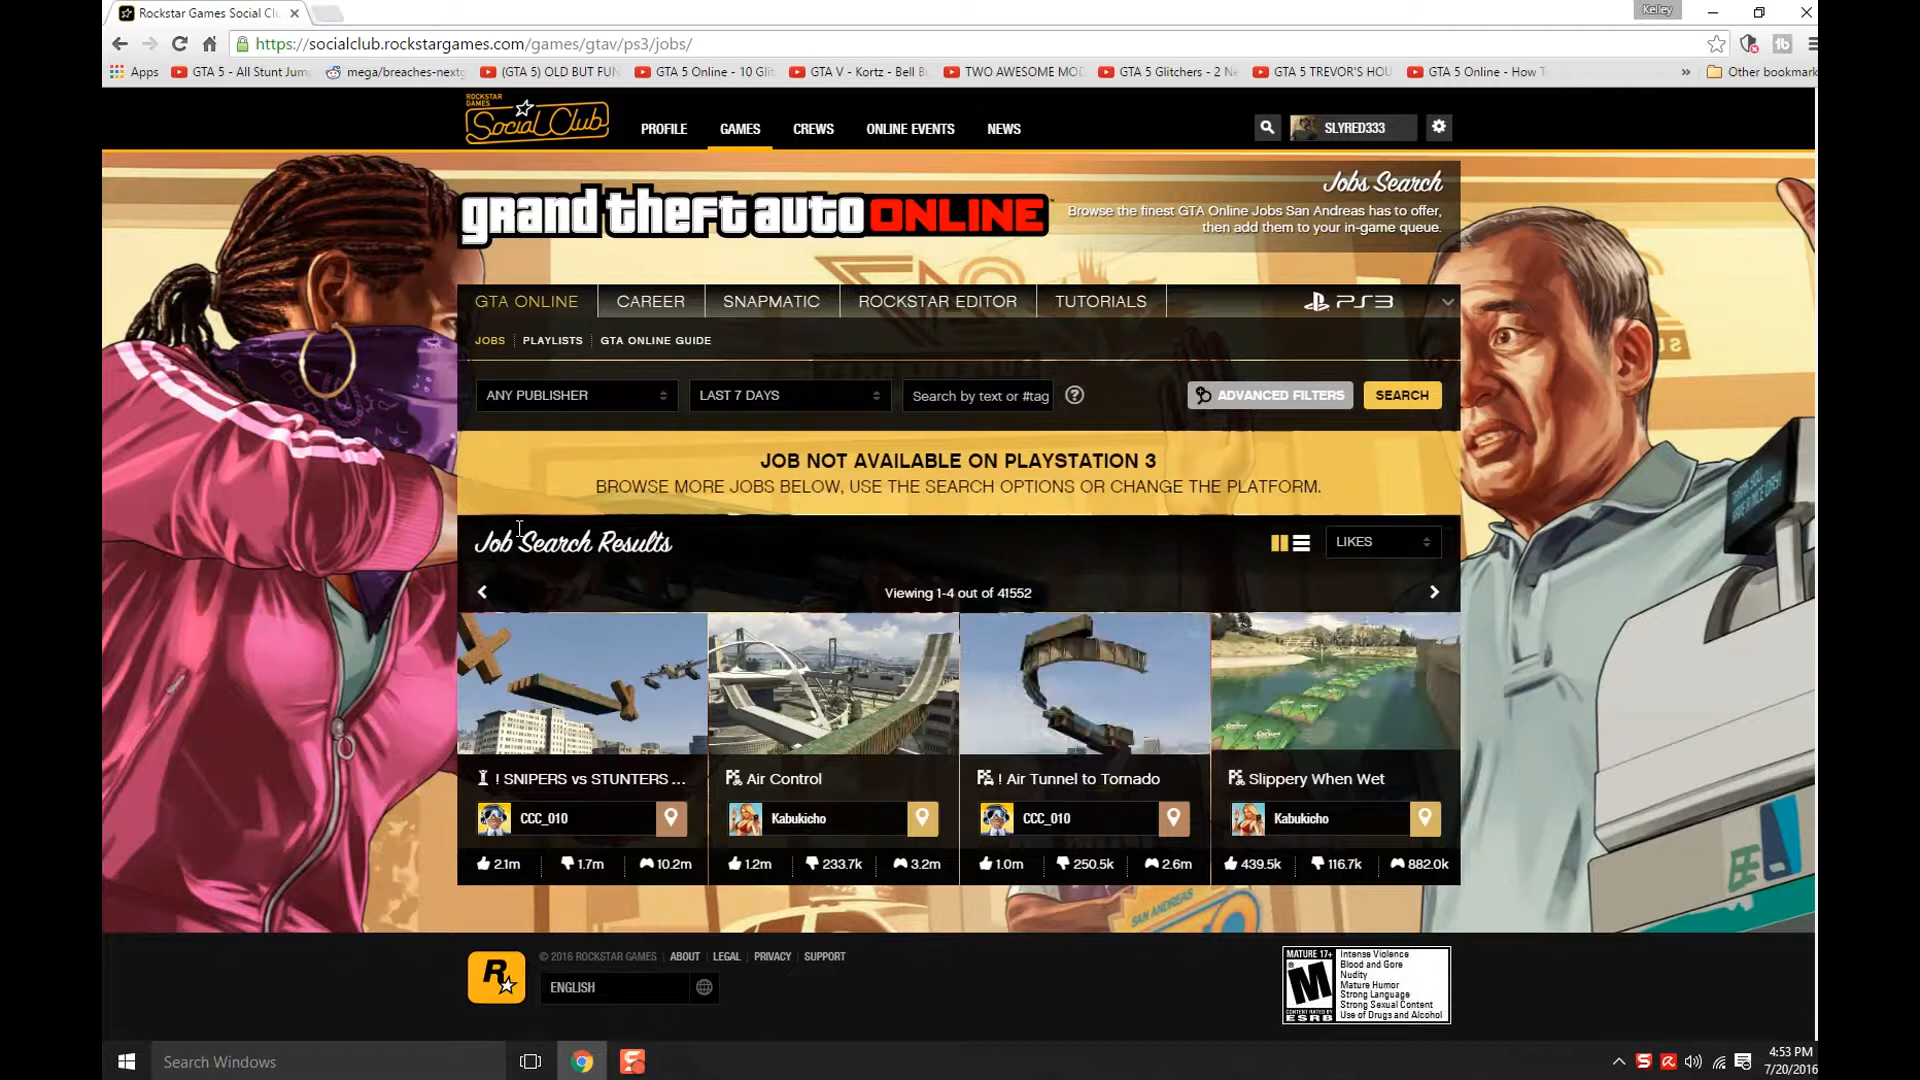 Rockstar Games Social Clu
Kelley
https://socialclub.rockstargames.com/games/gtav/ps3/jobs/
Apps
GTA 5 - All Stunt Jump
mega/breaches-nextg
(GTA 5) OLD BUT FUN
GTA 5 Online - 10 Glit
GTA V - Kortz - Bell B
TWO AWESOME MOD
GTA 5 Glitchers - 2 Ne
GTA 5 TREVOR'S HOU
GTA 5 Online - How T
»
Other bookmark
ROCKSTAR GAMES
Social Club
PROFILE
GAMES
CREWS
ONLINE EVENTS
NEWS
SLYRED333
grand theft auto ONLINE
Jobs Search
Browse the finest GTA Online Jobs San Andreas has to offer,
then add them to your in-game queue.
GTA ONLINE
CAREER
SNAPMATIC
ROCKSTAR EDITOR
TUTORIALS
PS3
JOBS
PLAYLISTS
GTA ONLINE GUIDE
ANY PUBLISHER
LAST 7 DAYS
Search by text or #tag
?
ADVANCED FILTERS
SEARCH
JOB NOT AVAILABLE ON PLAYSTATION 3
BROWSE MORE JOBS BELOW, USE THE SEARCH OPTIONS OR CHANGE THE PLATFORM.
Job Search Results
LIKES
Viewing 1-4 out of 41552
! SNIPERS vs STUNTERS ...
Air Control
! Air Tunnel to Tornado
Slippery When Wet
CCC_010
Kabukicho
CCC_010
Kabukicho
2.1m
1.7m
10.2m
1.2m
233.7k
3.2m
1.0m
250.5k
2.6m
439.5k
116.7k
882.0k
SAN ANDREAS
R
© 2016 ROCKSTAR GAMES
ABOUT
LEGAL
PRIVACY
SUPPORT
ENGLISH
MATURE 17+
M
CONTENT RATED BY
ESRB
Intense Violence
Blood and Gore
Nudity
Mature Humor
Strong Language
Strong Sexual Content
Use of Drugs and Alcohol
Search Windows
4:53 PM
7/20/2016